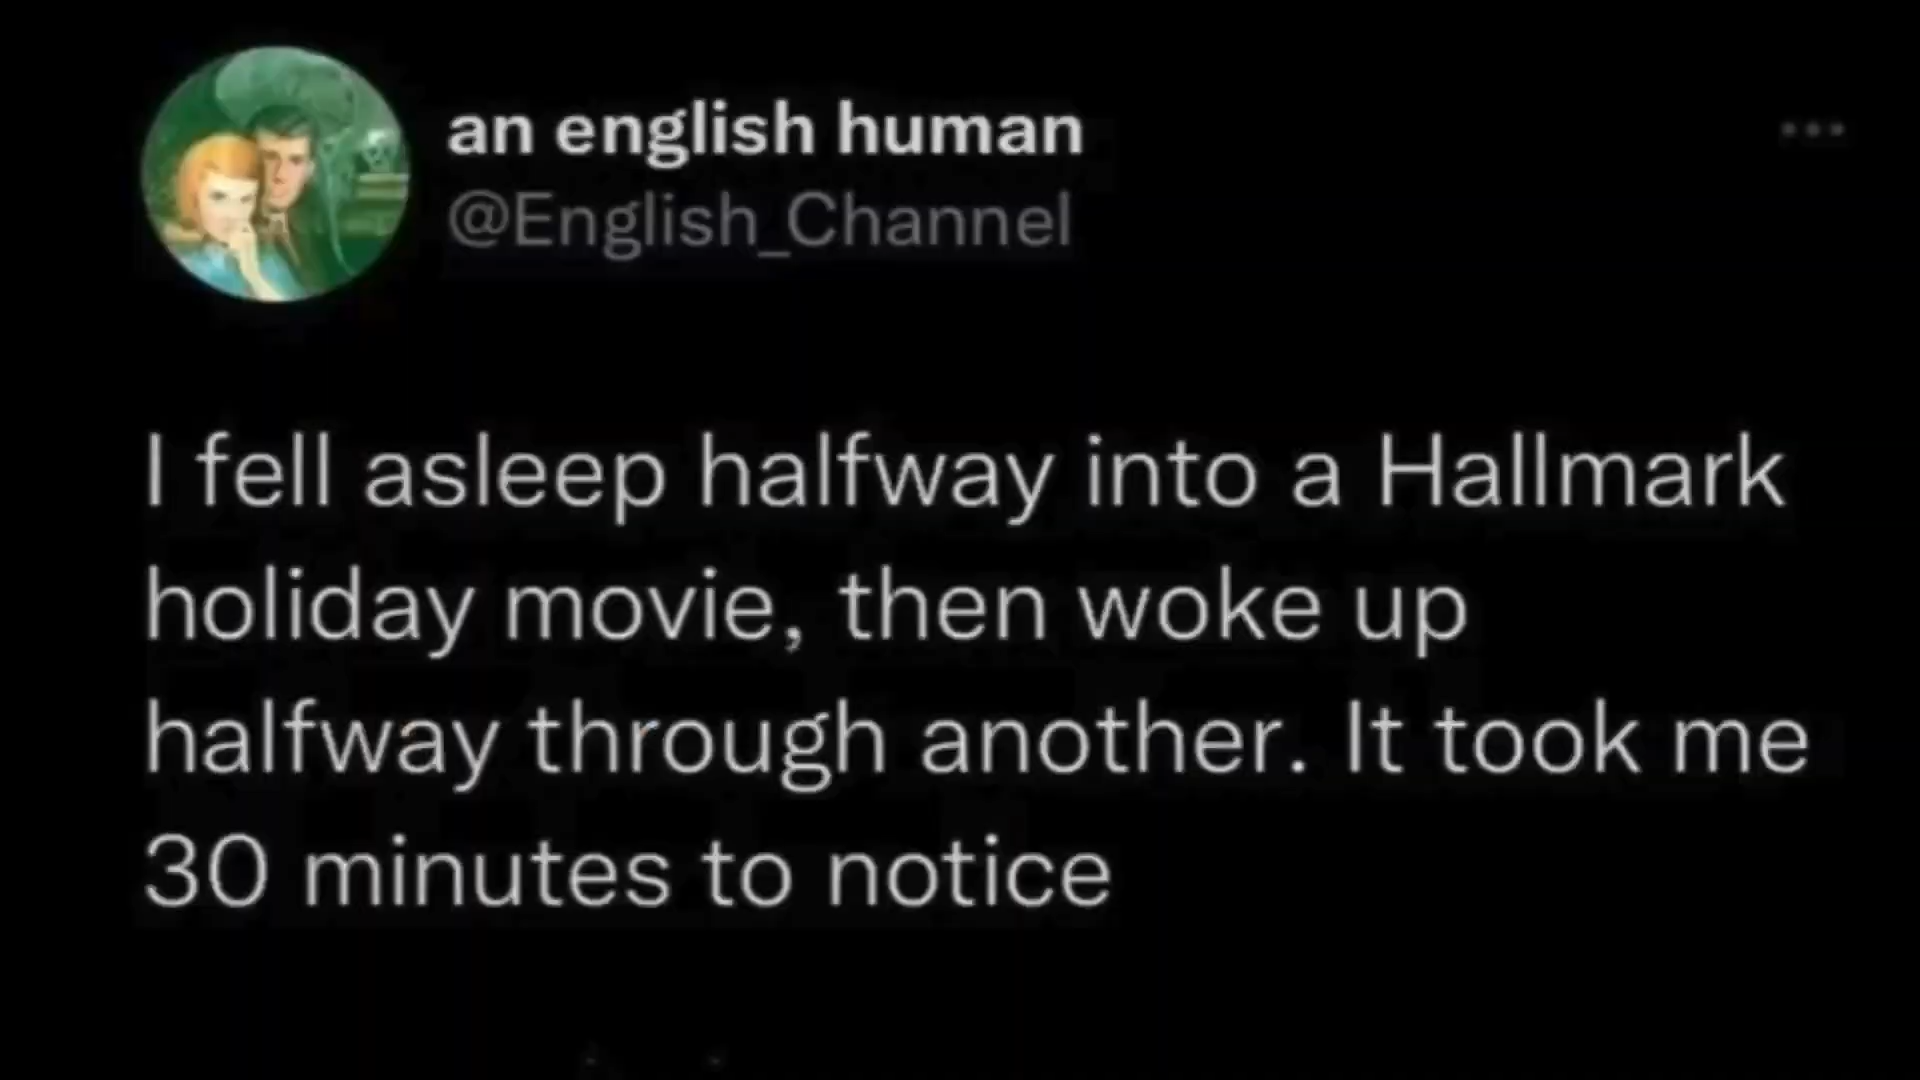 an english human
@English_Channel
I fell asleep halfway into a Hallmark
holiday movie, then woke up
halfway through another. It took me
30 minutes to notice